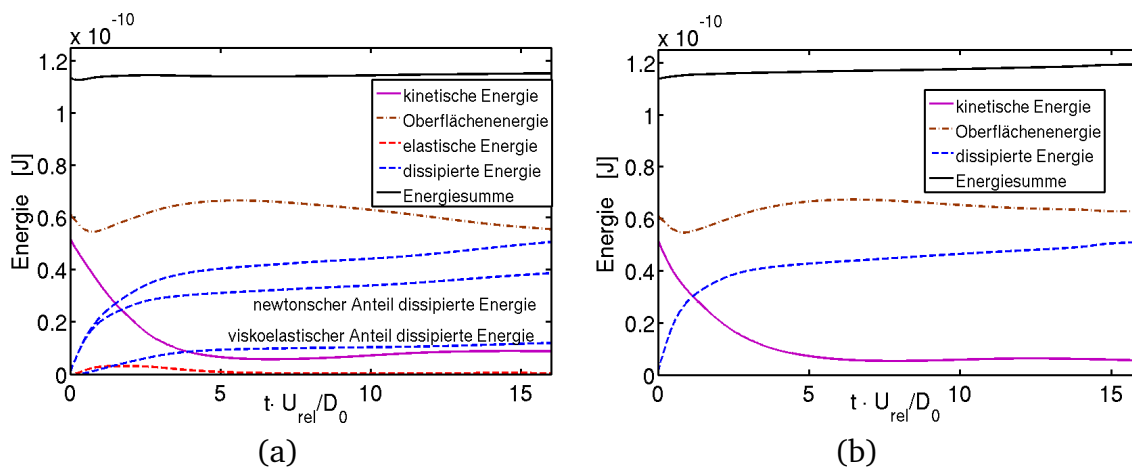 x 10^-10
1.2
1
0.8
0.6
0.4
0.2
0
0
5
10
15
Energie [J]
t· U_rel/D_0
kinetische Energie
Oberflächenenergie
elastische Energie
dissipierte Energie
Energiesumme
newtonscher Anteil dissipierte Energie
viskoelastischer Anteil dissipierte Energie
(a)
x 10^-10
1.2
1
0.8
0.6
0.4
0.2
0
0
5
10
15
Energie [J]
t· U_rel/D_0
kinetische Energie
Oberflächenenergie
dissipierte Energie
Energiesumme
(b)